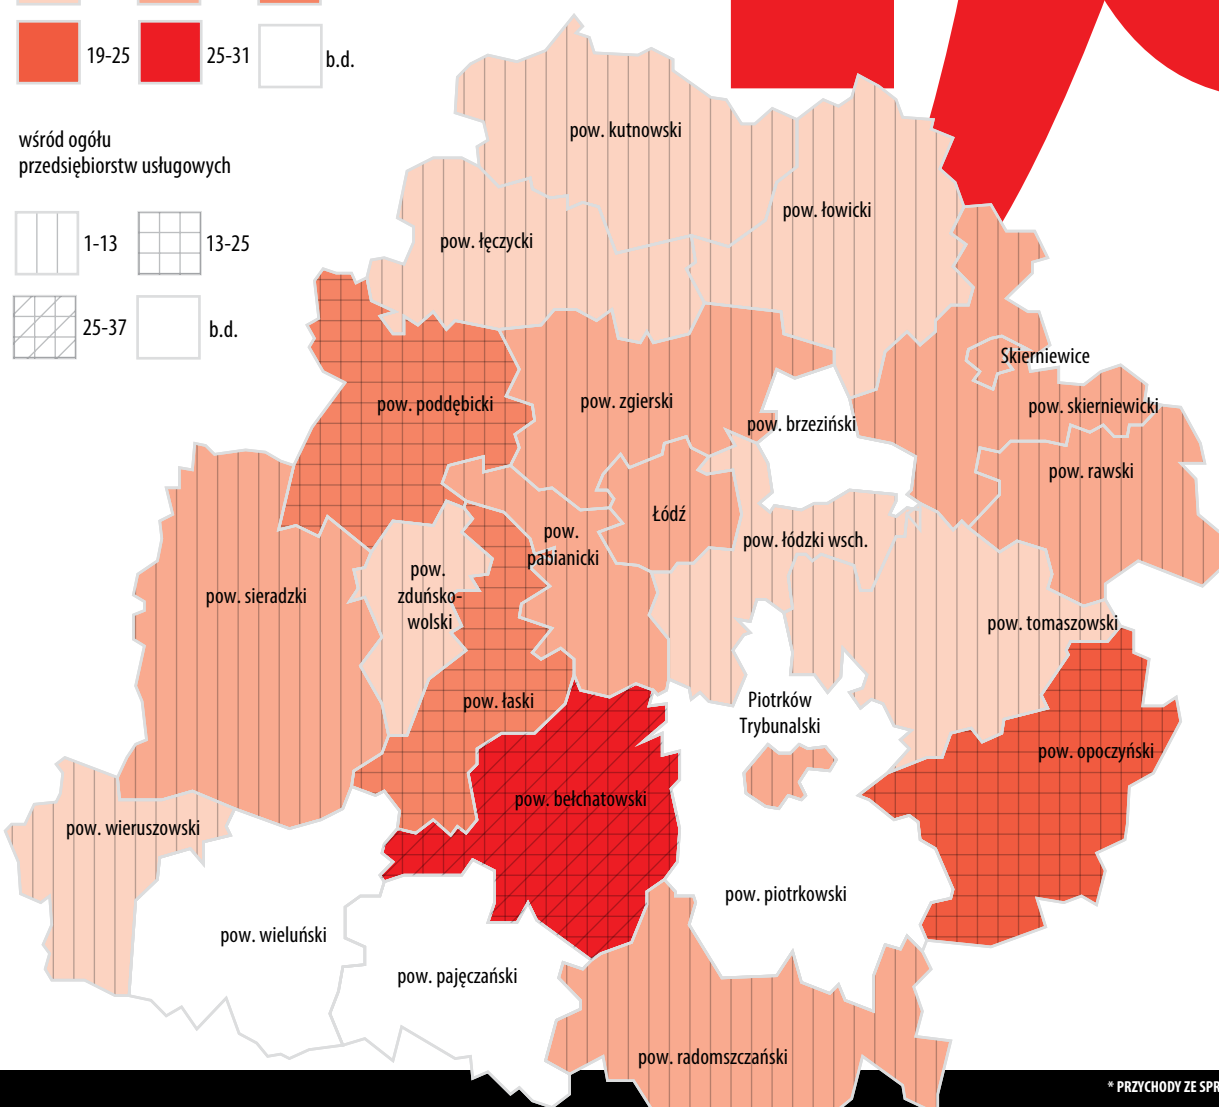 19-25
25-31
b.d.
wśród ogółu
przedsiębiorstw usługowych
1-13
13-25
25-37
b.d.
pow. kutnowski
pow. łowicki
pow. łęczycki
Skierniewice
pow. poddębicki
pow. zgierski
pow. brzeziński
pow. skierniewicki
pow. rawski
Łódź
pow.
pabianicki
pow. łódzki wsch.
pow. sieradzki
pow.
zduńsko-
wolski
pow. tomaszowski
pow. łaski
Piotrków
Trybunalski
pow. opoczyński
pow. bełchatowski
pow. wieruszowski
pow. piotrkowski
pow. wieluński
pow. pajęczański
pow. radomszczański
* PRZYCHODY ZE SPR